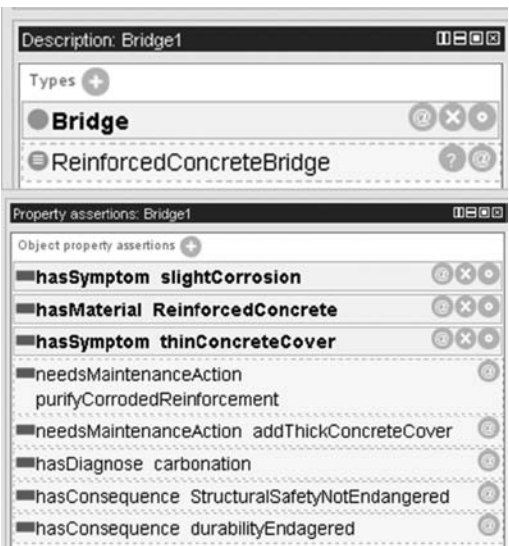 Description: Bridge1
Types
Bridge
ReinforcedConcreteBridge
Property assertions: Bridge1
Object property assertions
hasSymptom slightCorrosion
hasMaterial ReinforcedConcrete
hasSymptom thinConcreteCover
needsMaintenanceAction
purifyCorrodedReinforcement
needsMaintenanceAction addThickConcreteCover
hasDiagnose carbonation
hasConsequence StructuralSafetyNotEndangered
hasConsequence durabilityEndagered